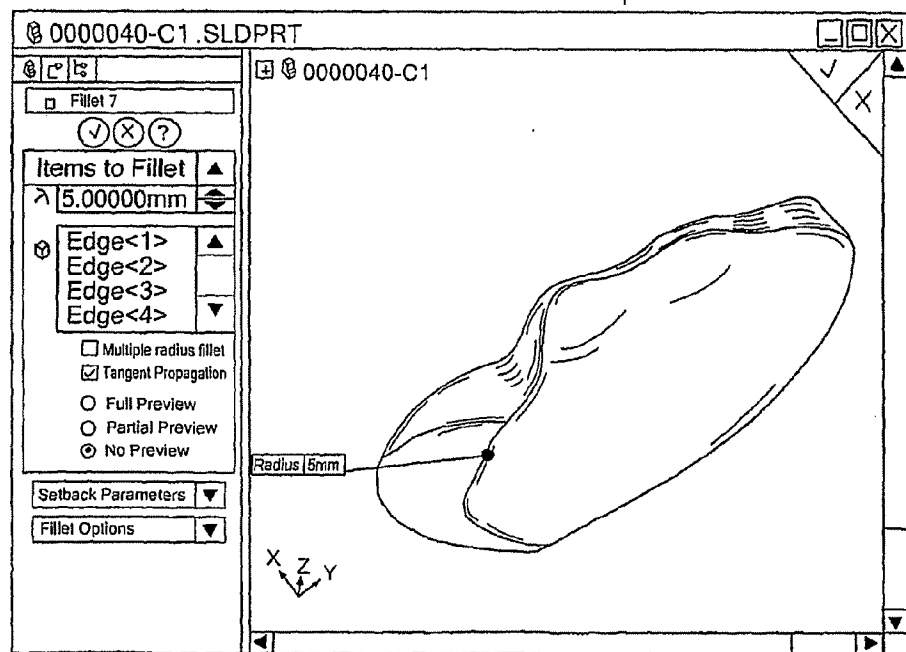 0000040-C1.SLDPRT
0000040-C1
Fillet 7
?
Items to Fillet
5.00000mm
Edge<1>
Edge<2>
Edge<3>
Edge<4>
Multiple radius fillet
Tangent Propagation
Full Preview
Partial Preview
No Preview
Radius 5mm
Setback Parameters
Fillet Options
X Z Y